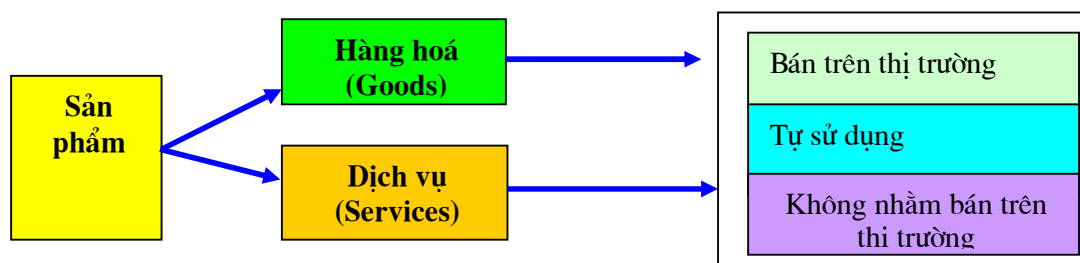 Sản
phẩm
Hàng hoá
(Goods)
Dịch vụ
(Services)
Bán trên thị trường
Tự sử dụng
Không nhằm bán trên
thị trường